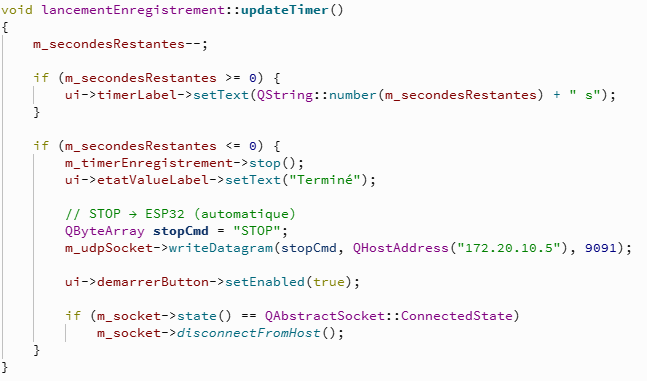 void lancementEnregistrement::updateTimer()
{
    m_secondesRestantes--;

    if (m_secondesRestantes >= 0) {
        ui->timerLabel->setText(QString::number(m_secondesRestantes) + " s");
    }

    if (m_secondesRestantes <= 0) {
        m_timerEnregistrement->stop();
        ui->etatValueLabel->setText("Terminé");

        // STOP → ESP32 (automatique)
        QByteArray stopCmd = "STOP";
        m_udpSocket->writeDatagram(stopCmd, QHostAddress("172.20.10.5"), 9091);

        ui->demarrerButton->setEnabled(true);

        if (m_socket->state() == QAbstractSocket::ConnectedState)
            m_socket->disconnectFromHost();
    }
}